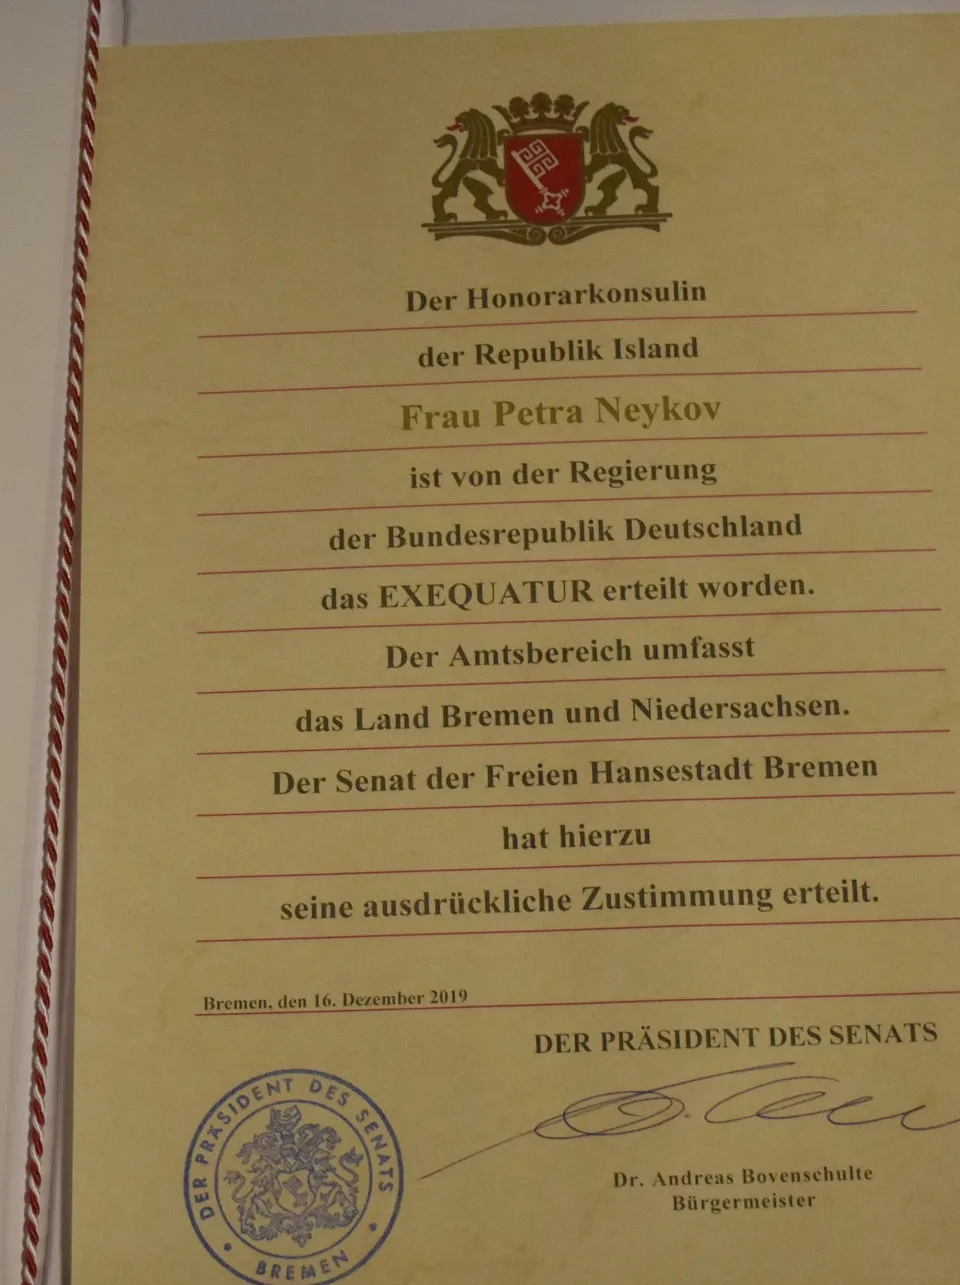 Der Honorarkonsulin
der Republik Island
Frau Petra Neykov
ist von der Regierung
der Bundesrepublik Deutschland
das EXEQUATUR erteilt worden.
Der Amtsbereich umfasst
das Land Bremen und Niedersachsen.
Der Senat der Freien Hansestadt Bremen
hat hierzu
seine ausdrückliche Zustimmung erteilt.
Bremen, den 16. Dezember 2019
DER PRÄSIDENT DES SENATS
Dr. Andreas Bovenschulte
Bürgermeister
DER PRÄSIDENT DES SENATS
BREMEN